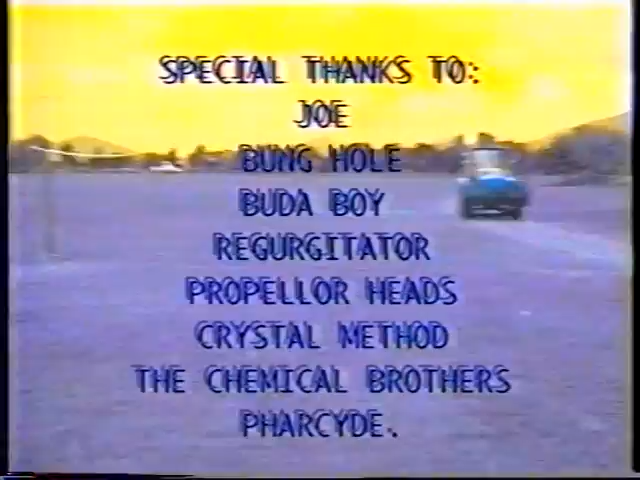 SPECIAL THANKS TO:
JOE
BUNG HOLE
BUDA BOY
REGURGITATOR
PROPELLOR HEADS
CRYSTAL METHOD
THE CHEMICAL BROTHERS
PHARCYDE.